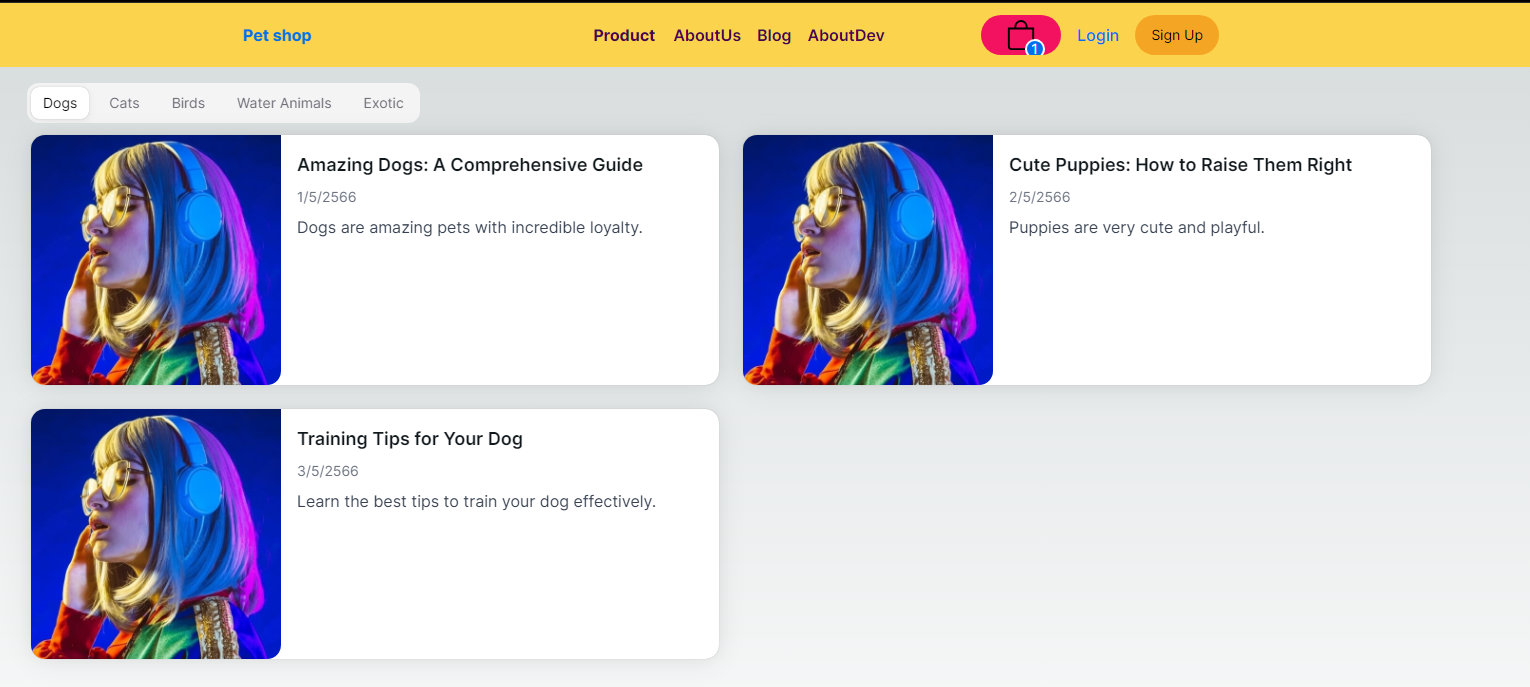 Pet shop
Product
AboutUs
Blog
AboutDev
1
Login
Sign Up
Dogs
Cats
Birds
Water Animals
Exotic
Amazing Dogs: A Comprehensive Guide
1/5/2566
Dogs are amazing pets with incredible loyalty.
Cute Puppies: How to Raise Them Right
2/5/2566
Puppies are very cute and playful.
Training Tips for Your Dog
3/5/2566
Learn the best tips to train your dog effectively.